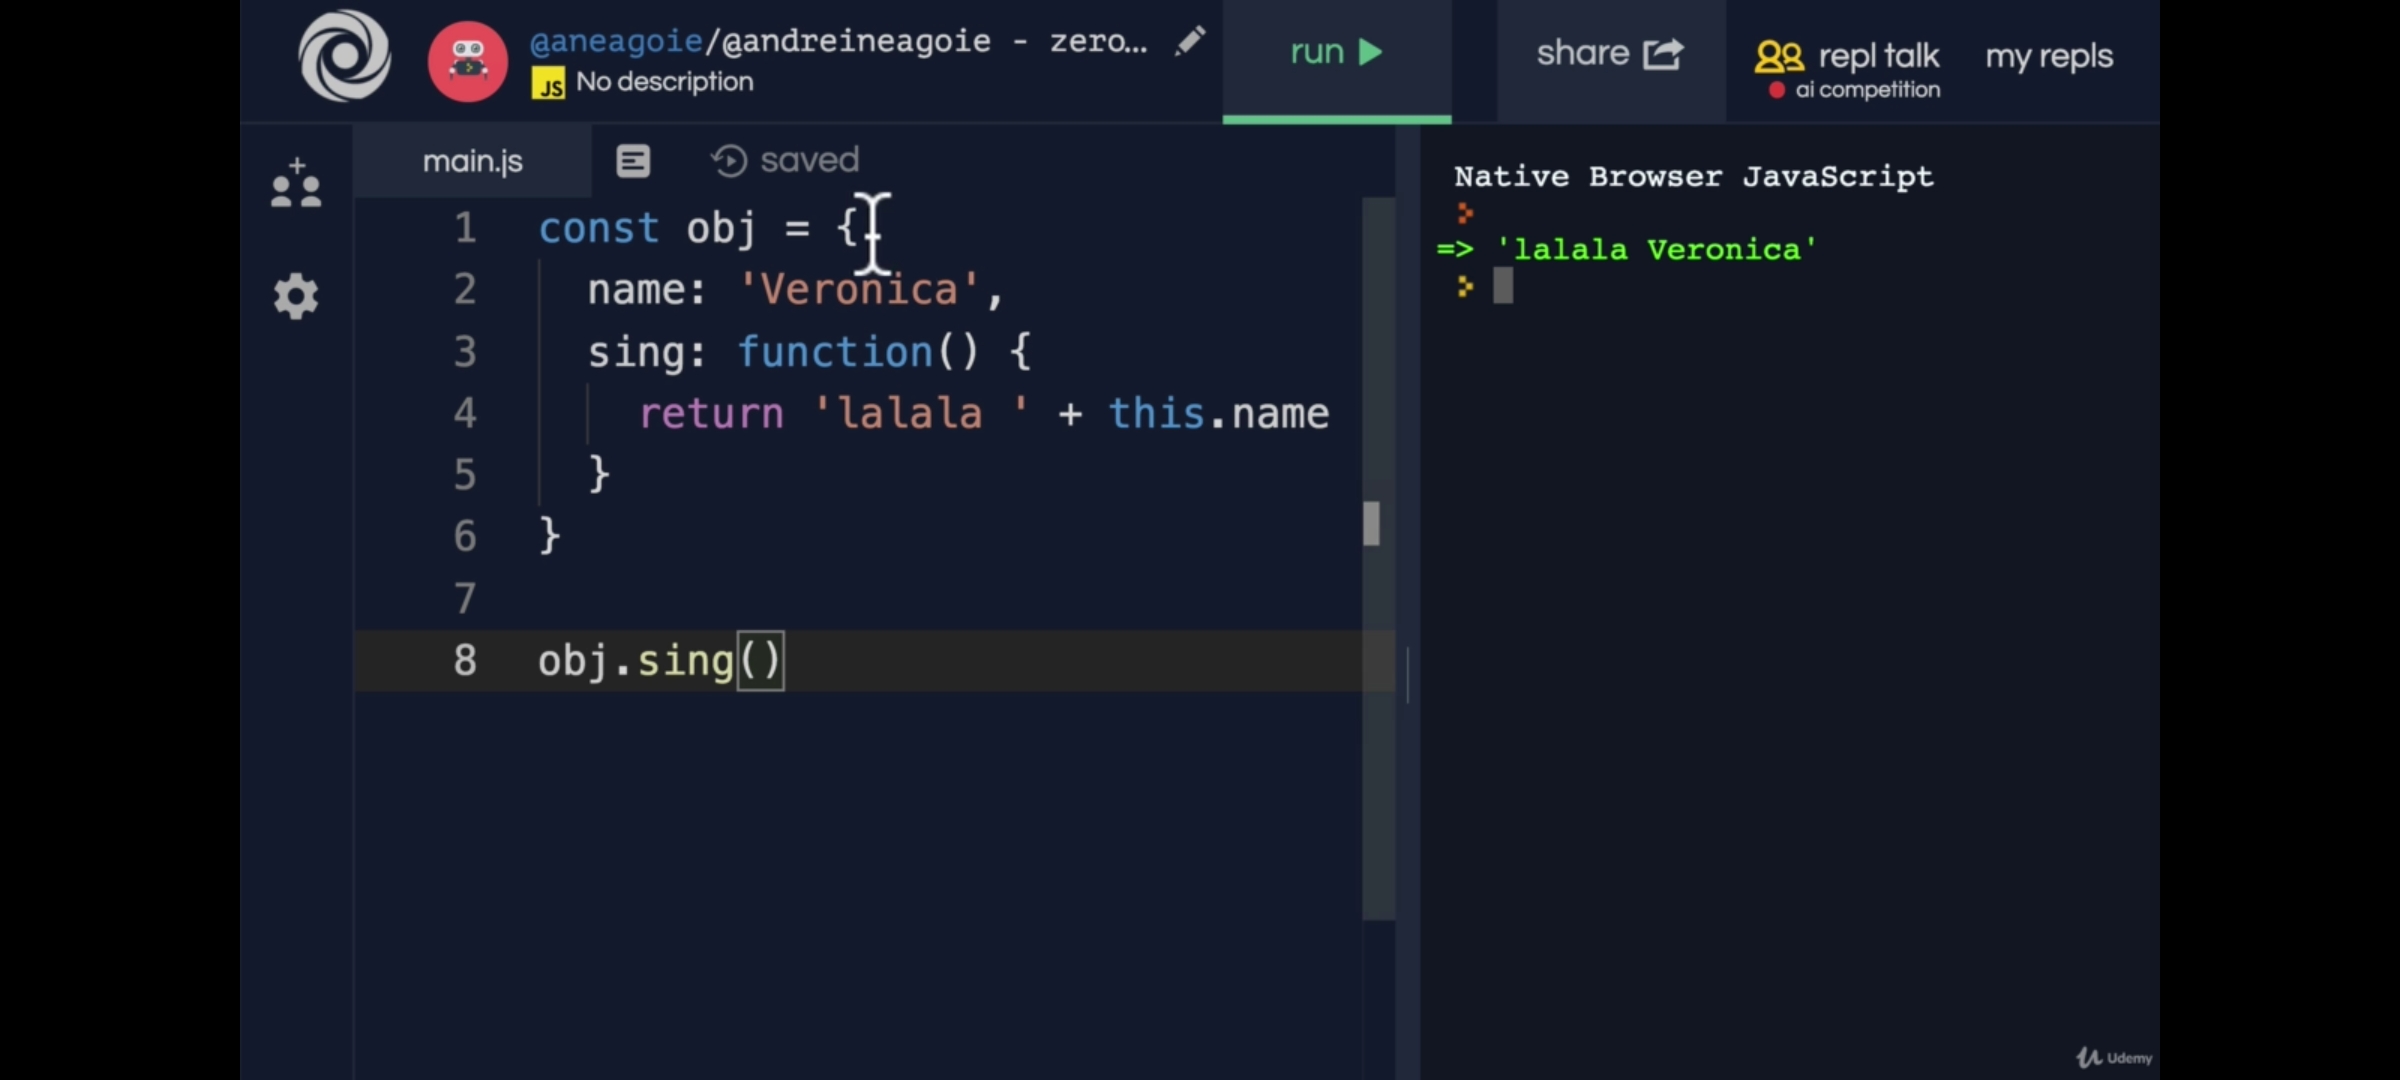 @aneagoie/@andreineagoie - zero...
JS No description
run
share
repl talk
ai competition
my repls
main.js
saved
1 const obj = {
2 name: 'Veronica',
3 sing: function() {
4 return 'lalala ' + this.name
5 }
6 }
7
8 obj.sing()
Native Browser JavaScript
=> 'lalala Veronica'
Udemy